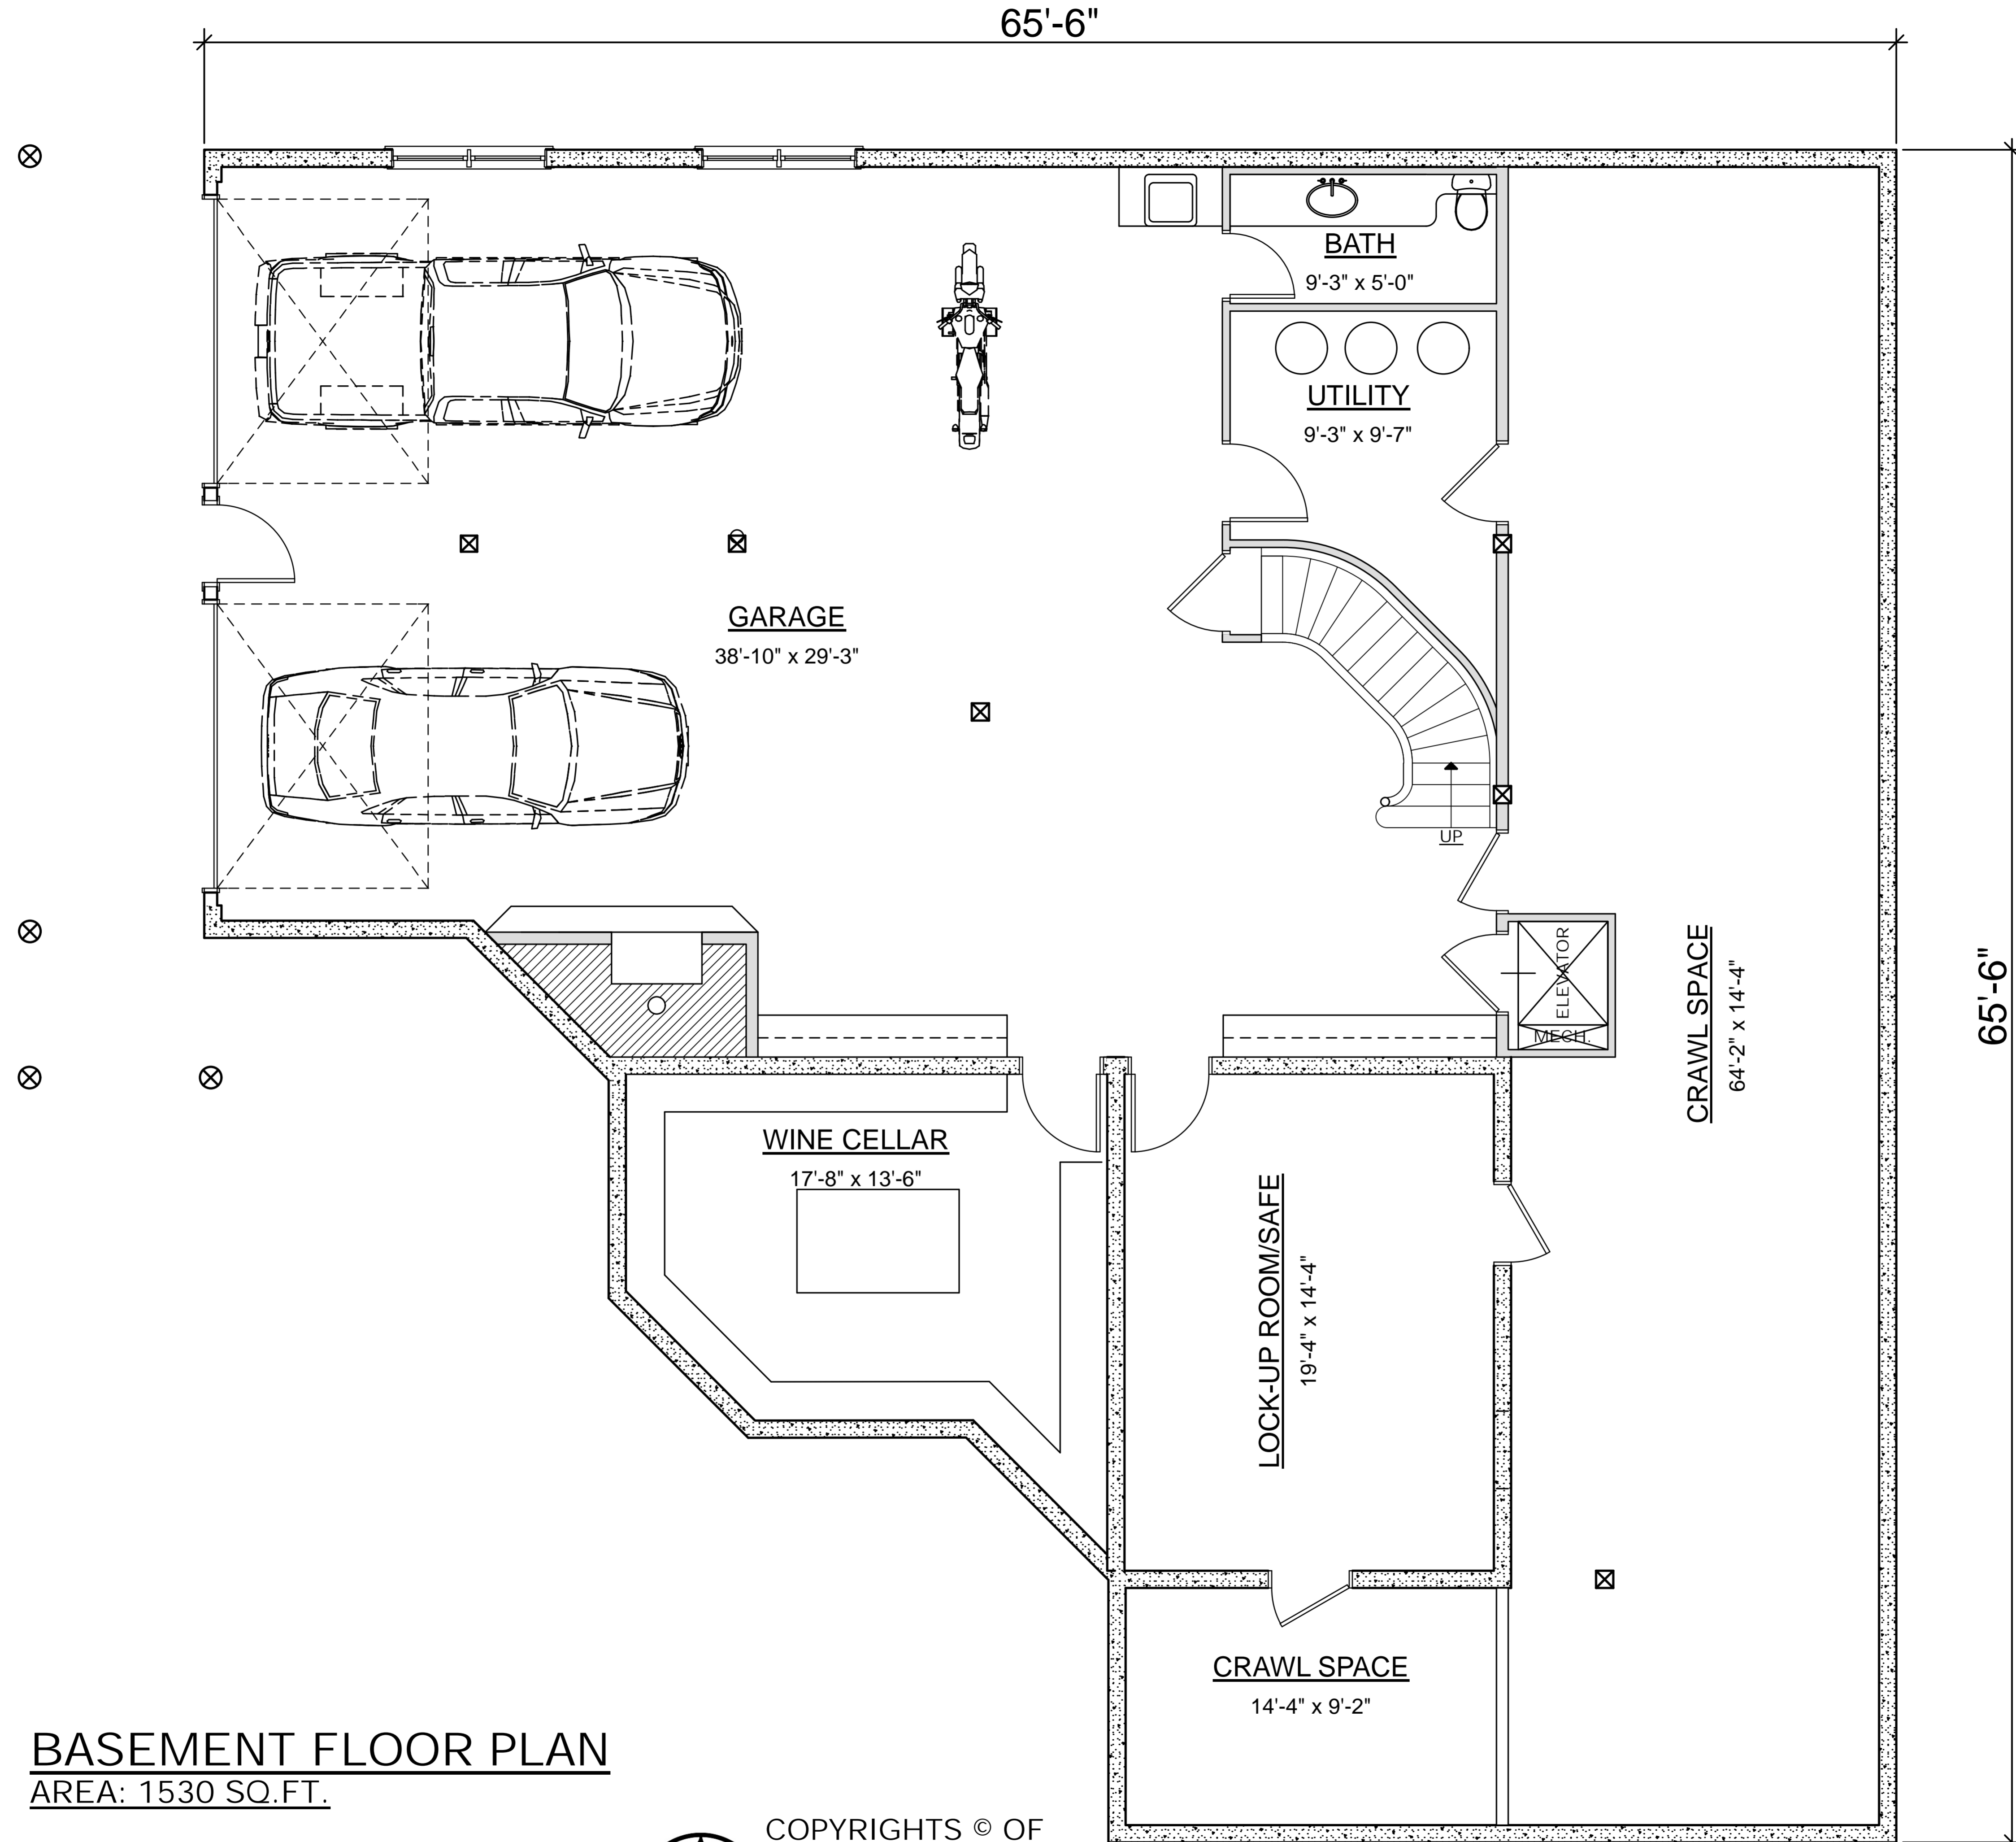 65'-6"
BATH
9'-3" x 5'-0"
UTILITY
9'-3" x 9'-7"
GARAGE
38'-10" x 29'-3"
UP
ELEVATOR
MECH.
CRAWL SPACE
64'-2" x 14'-4"
65'-6"
WINE CELLAR
17'-8" x 13'-6"
LOCK-UP ROOM/SAFE
19'-4" x 14'-4"
CRAWL SPACE
14'-4" x 9'-2"
BASEMENT FLOOR PLAN
AREA: 1530 SQ.FT.
COPYRIGHTS © OF